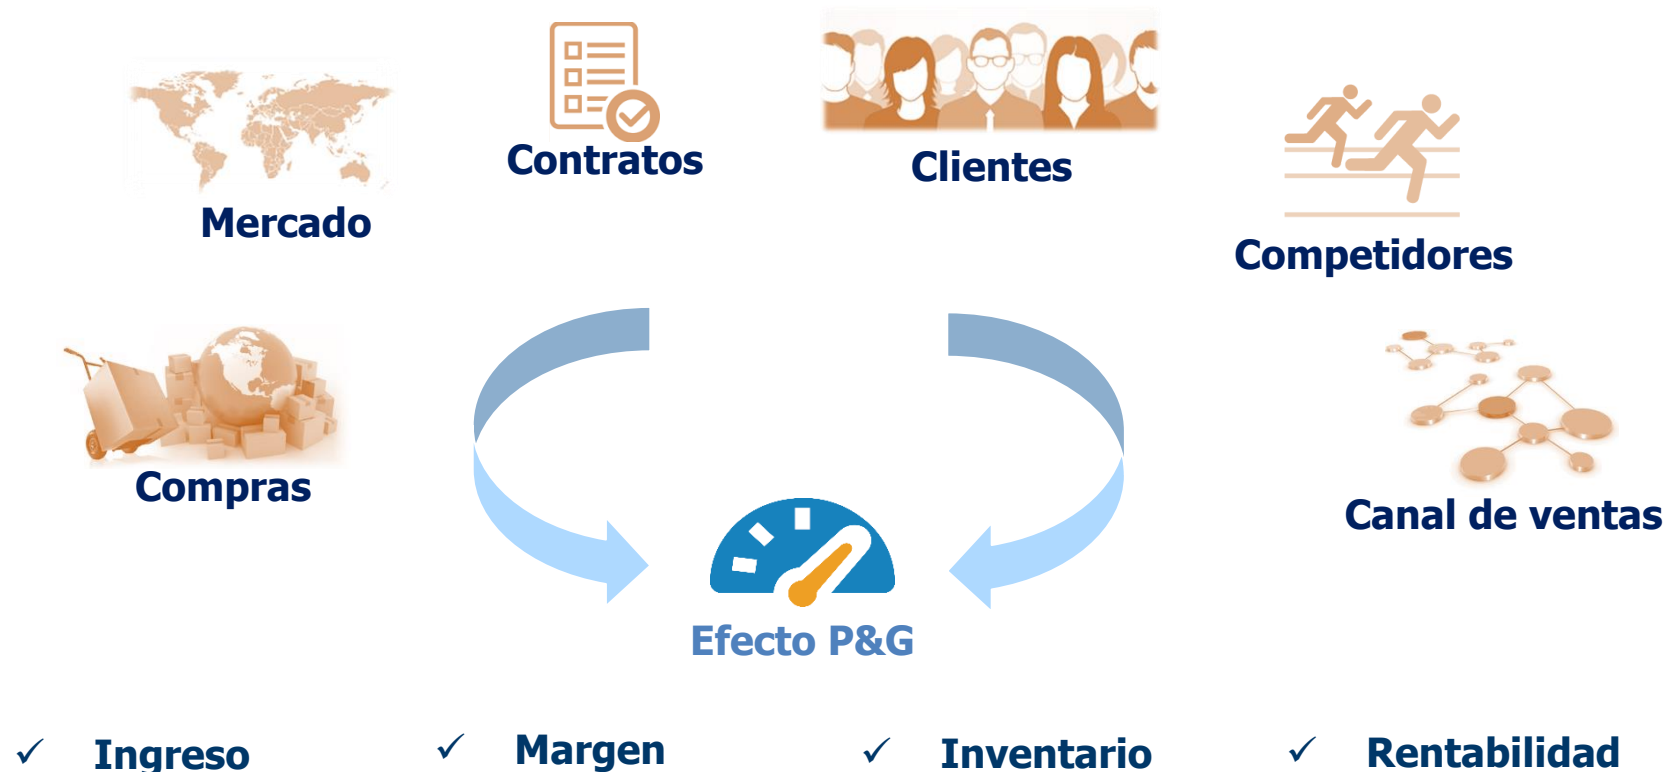 Contratos
Clientes
Mercado
Competidores
Compras
Canal de ventas
Efecto P&G
✓ Ingreso
✓ Margen
✓ Inventario
✓ Rentabilidad